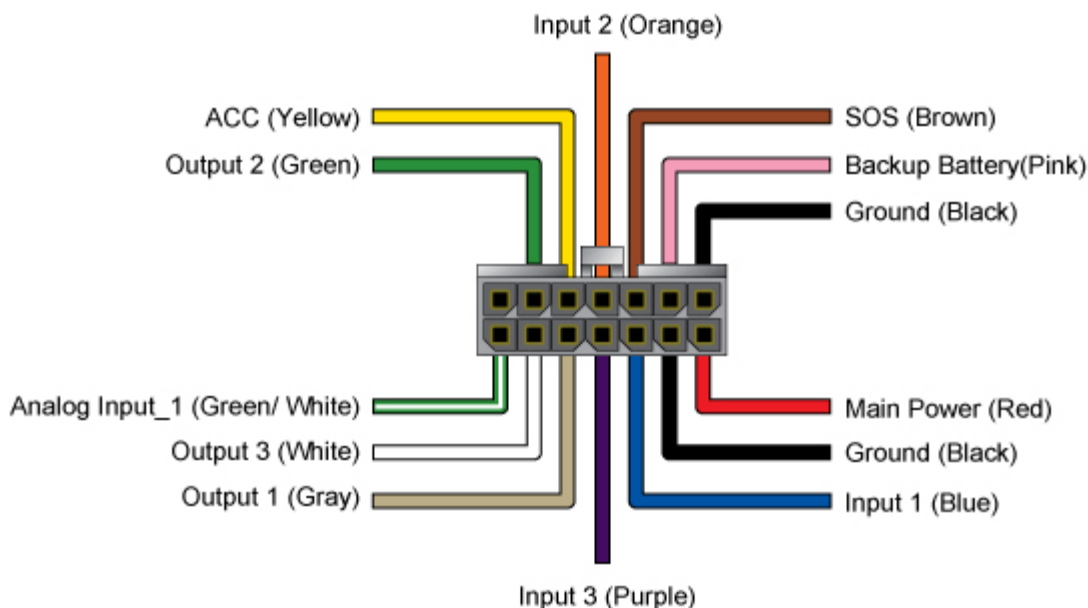 Input 2 (Orange)
ACC (Yellow)
SOS (Brown)
Output 2 (Green)
Backup Battery(Pink)
Ground (Black)
Analog Input_1 (Green/ White)
Main Power (Red)
Output 3 (White)
Ground (Black)
Output 1 (Gray)
Input 1 (Blue)
Input 3 (Purple)